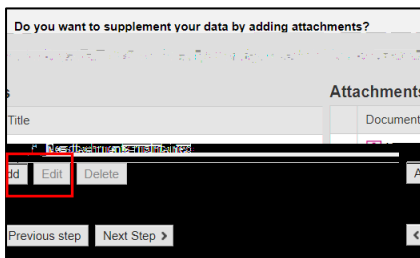 Do you want to supplement your data by adding attachments?
s Attachments
Title Document
dd Edit Delete A
Previous step Next Step > <